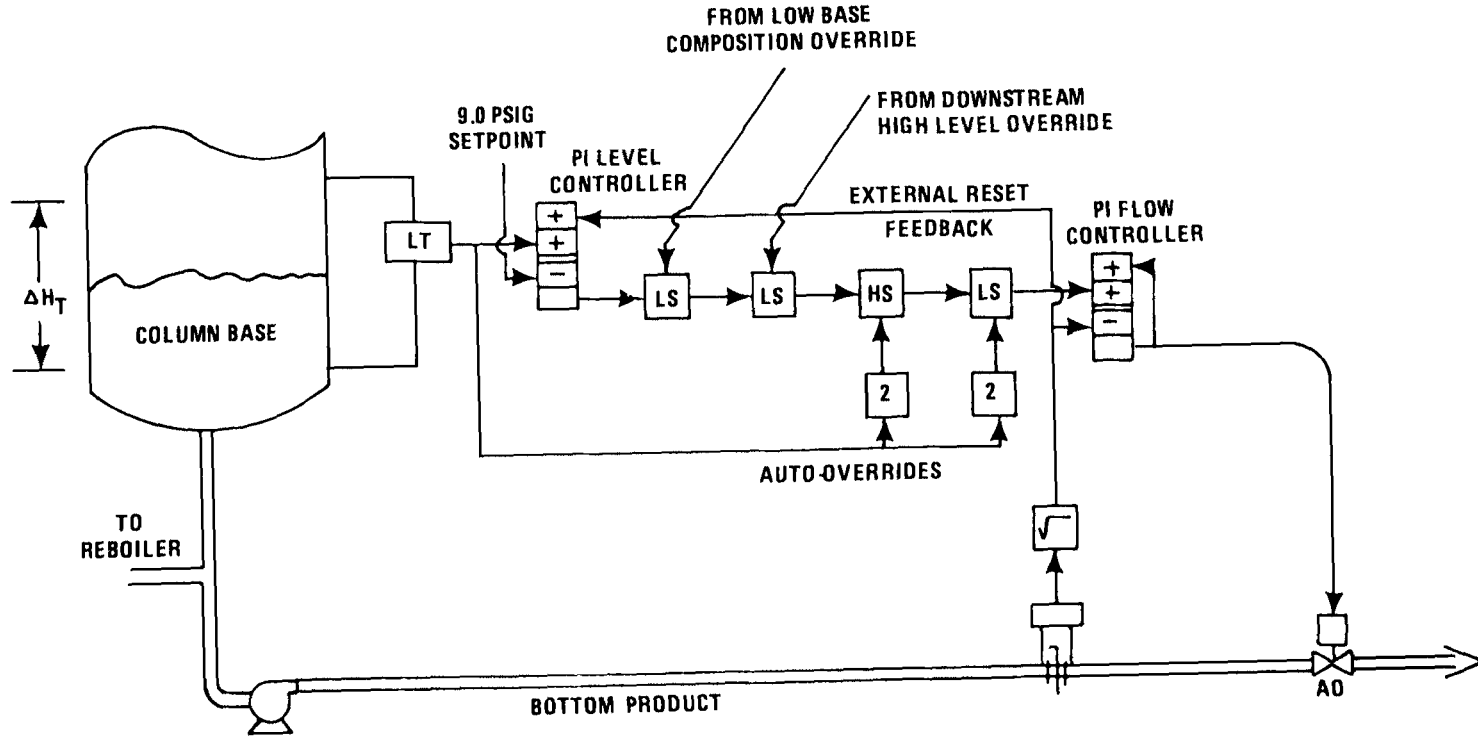 FROM LOW BASE
COMPOSITION OVERRIDE
FROM DOWNSTREAM
HIGH LEVEL OVERRIDE
9.0 PSIG
SETPOINT
PI LEVEL
CONTROLLER
EXTERNAL RESET
FEEDBACK
PI FLOW
CONTROLLER
LT
+
+
−
+
+
−
LS
LS
HS
LS
ΔH_T
COLUMN BASE
2
2
AUTO-OVERRIDES
TO
REBOILER
√
BOTTOM PRODUCT
AO